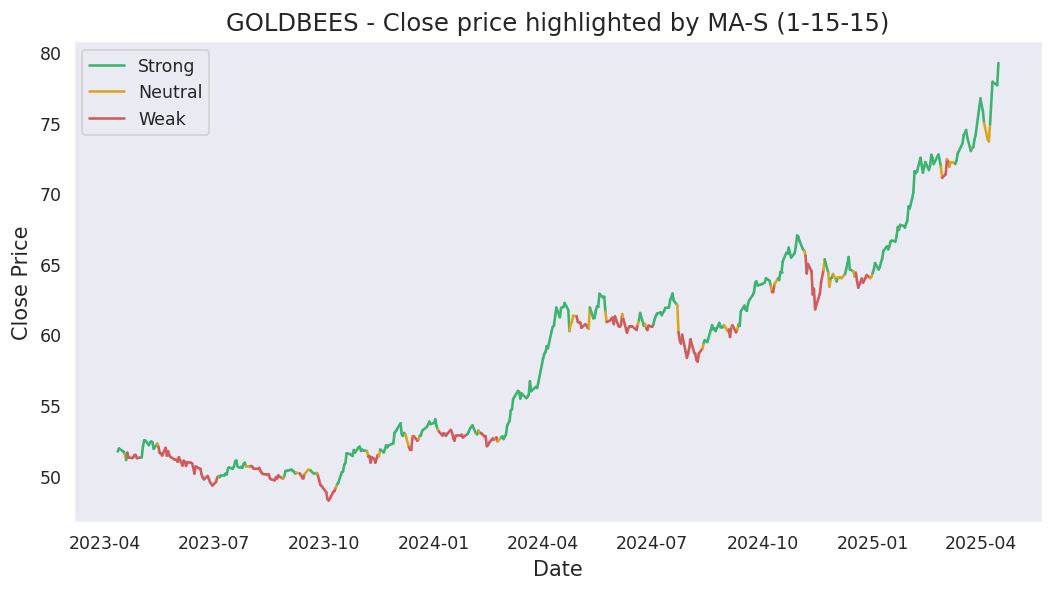 GOLDBEES - Close price highlighted by MA-S (1-15-15)
Strong
Neutral
Weak
80
75
70
65
60
55
50
Close Price
2023-04 2023-07 2023-10 2024-01 2024-04 2024-07 2024-10 2025-01 2025-04
Date